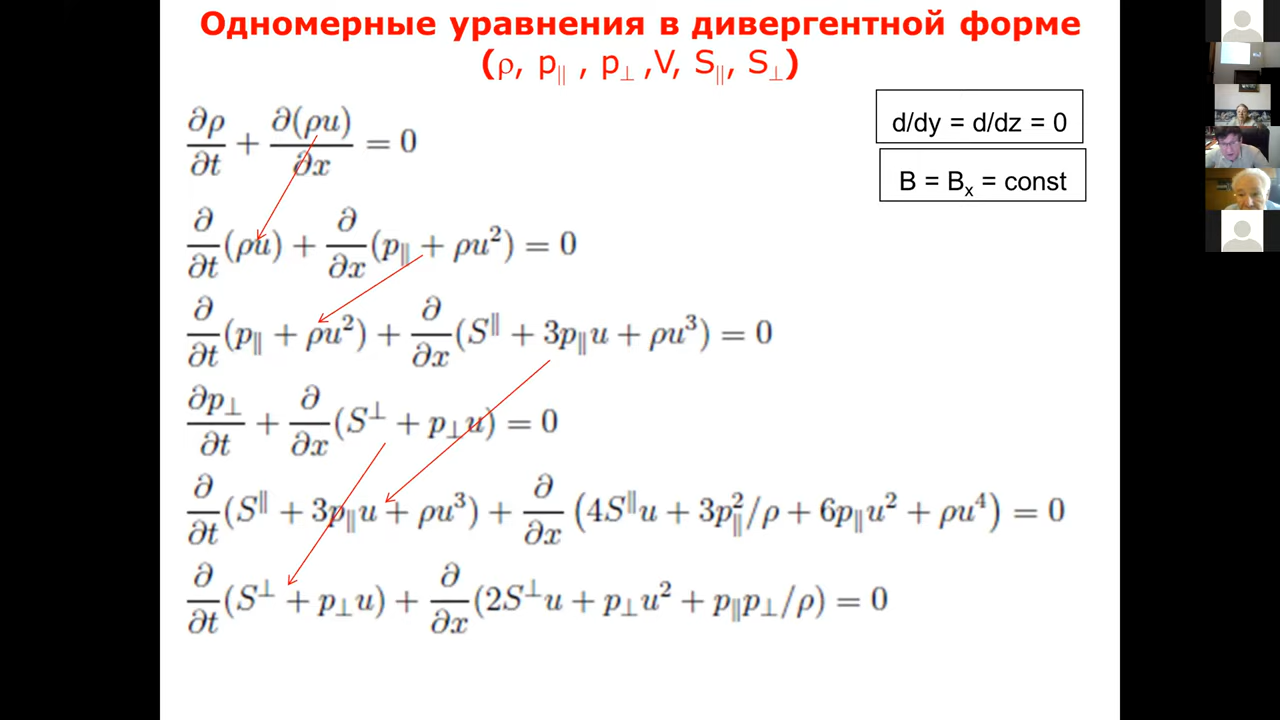 Одномерные уравнения в дивергентной форме
(ρ, p∥ , p⊥ ,V, S∥, S⊥)
d/dy = d/dz = 0
B = Bₓ = const
∂ρ/∂t + ∂(ρu)/∂x = 0
∂/∂t (ρu) + ∂/∂x (p∥ + ρu²) = 0
∂/∂t (p∥ + ρu²) + ∂/∂x (S^∥ + 3p∥u + ρu³) = 0
∂p⊥/∂t + ∂/∂x (S^⊥ + p⊥u) = 0
∂/∂t (S^∥ + 3p∥u + ρu³) + ∂/∂x (4S^∥u + 3p∥²/ρ + 6p∥u² + ρu⁴) = 0
∂/∂t (S^⊥ + p⊥u) + ∂/∂x (2S^⊥u + p⊥u² + p∥p⊥/ρ) = 0